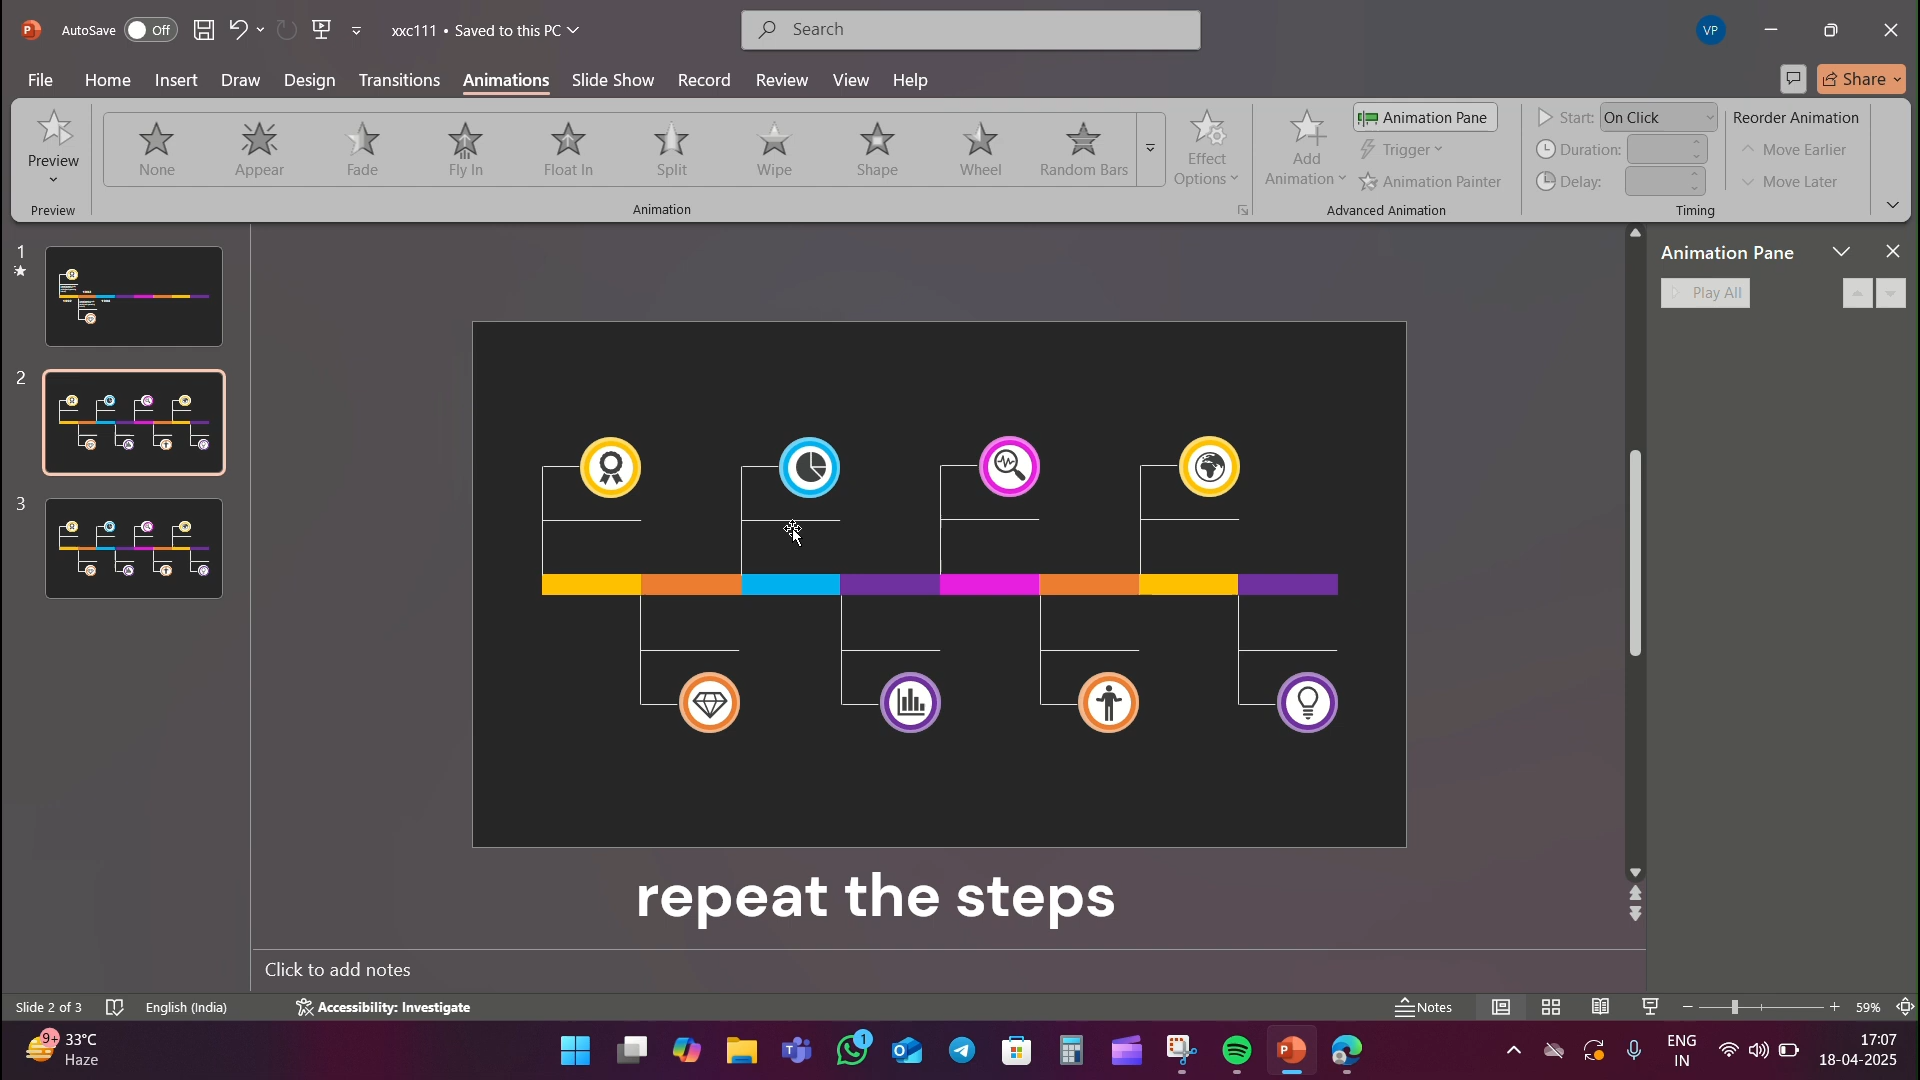 AutoSave Off xxc111 • Saved to this PC Search VP
File Home Insert Draw Design Transitions Animations Slide Show Record Review View Help Share
Preview
Preview
None Appear Fade Fly In Float In Split Wipe Shape Wheel Random Bars
Animation
Effect
Options
Add
Animation
Animation Pane
Trigger
Animation Painter
Advanced Animation
Start: On Click
Duration:
Delay:
Reorder Animation
Move Earlier
Move Later
Timing
1
2
3
Animation Pane
Play All
repeat the steps
Click to add notes
Slide 2 of 3 English (India) Accessibility: Investigate Notes 59%
9+ 33°C
Haze
1
ENG
IN
17:07
18-04-2025